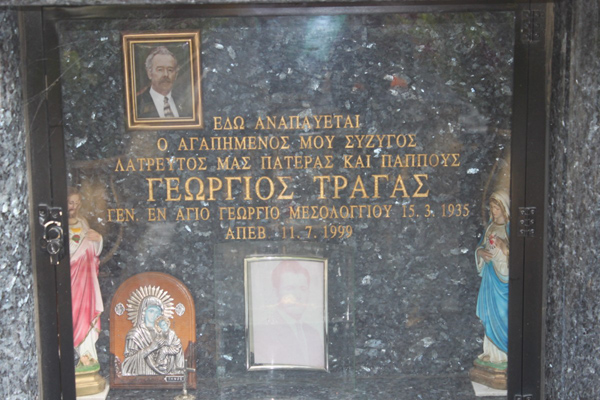 ΕΔΩ ΑΝΑΠΑΥΕΤΑΙ
Ο ΑΓΑΠΗΜΕΝΟΣ ΜΟΥ ΣΥΖΥΓΟΣ
ΛΑΤΡΕΥΤΟΣ ΜΑΣ ΠΑΤΕΡΑΣ ΚΑΙ ΠΑΠΠΟΥΣ
ΓΕΩΡΓΙΟΣ ΤΡΑΓΑΣ
ΓΕΝ. ΕΝ ΑΓΙΟ ΓΕΩΡΓΙΟ ΜΕΣΟΛΟΓΓΙΟΥ 15. 3. 1935
ΑΠΕΒ 11. 7. 1999